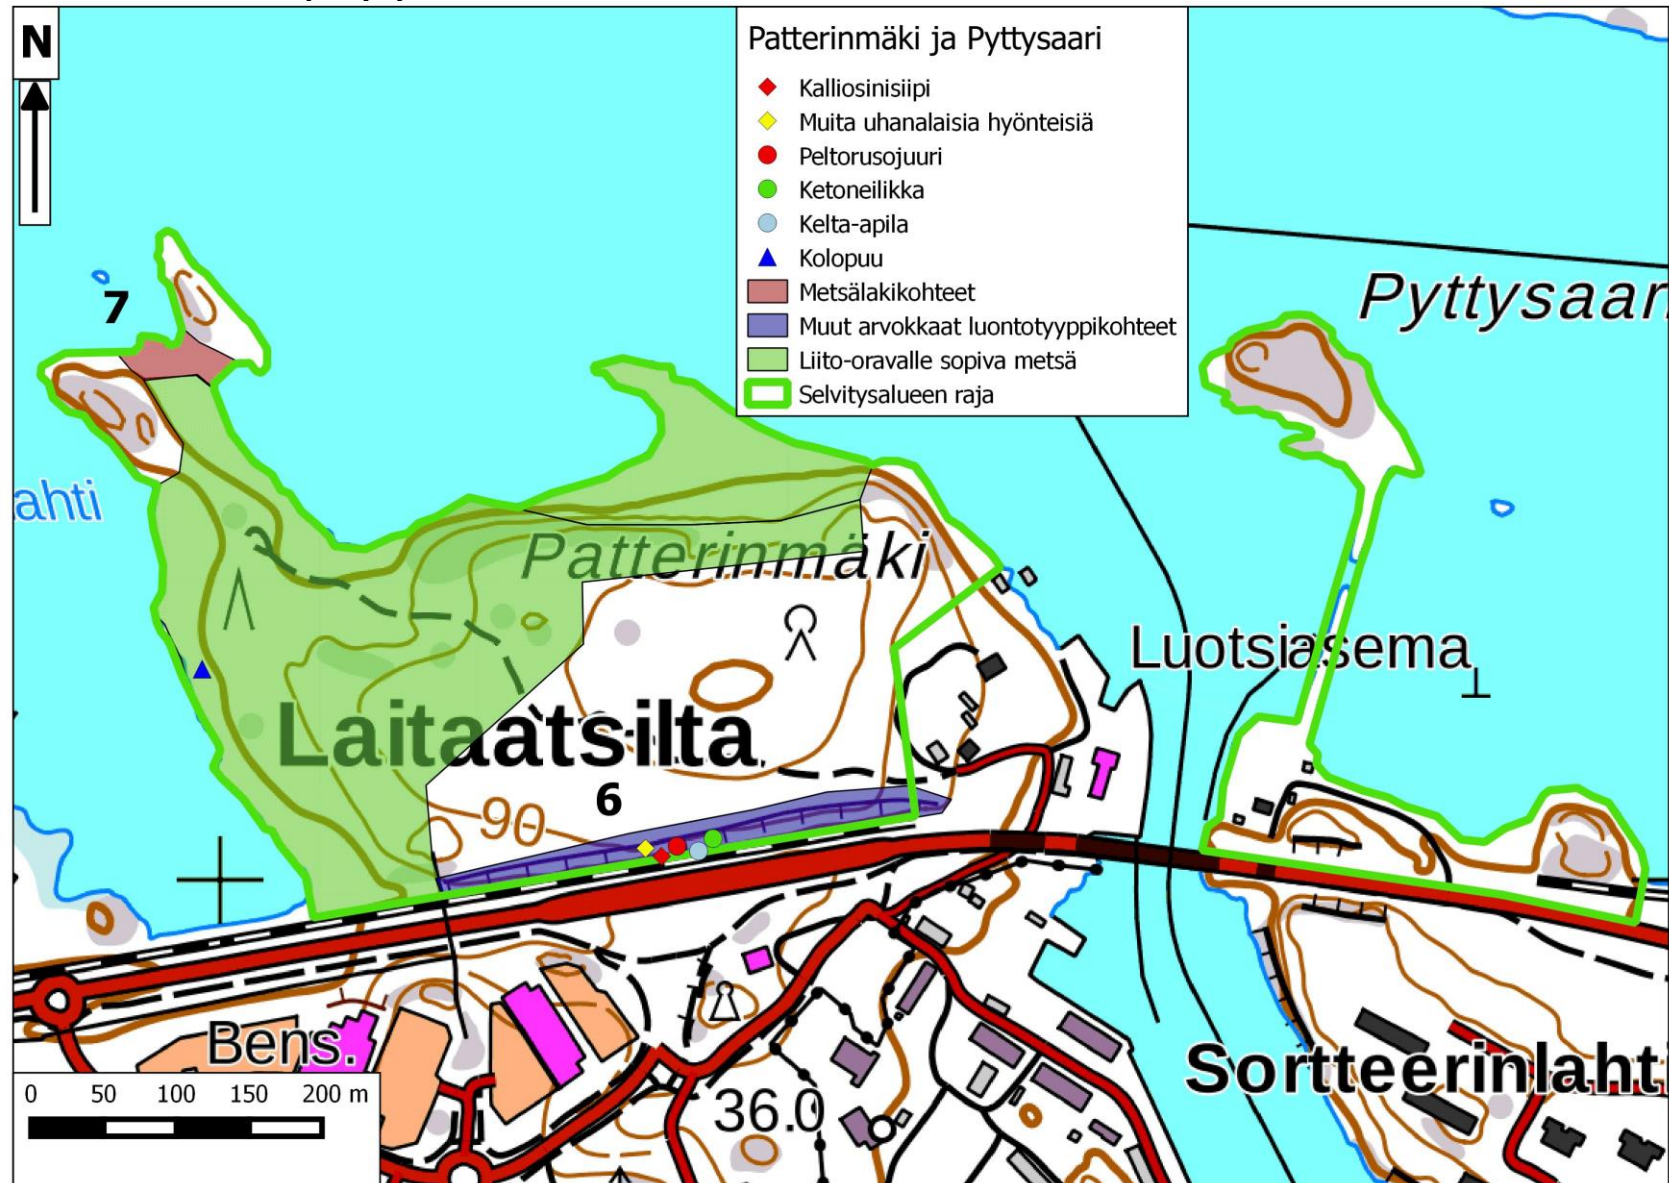 N
Patterinmäki ja Pyttysaari
Kalliosinisiipi
Muita uhanalaisia hyönteisiä
Peltorusojuuri
Ketoneilikka
Kelta-apila
Kolopuu
Metsälakikohteet
Muut arvokkaat luontotyyppikohteet
Liito-oravalle sopiva metsä
Selvitysalueen raja
7
Pyttysaari
ahti
Patterinmäki
Luotsiasema
Laitaatsilta
6
90
Bens.
Sortteerinlahti
0 50 100 150 200 m
36.0